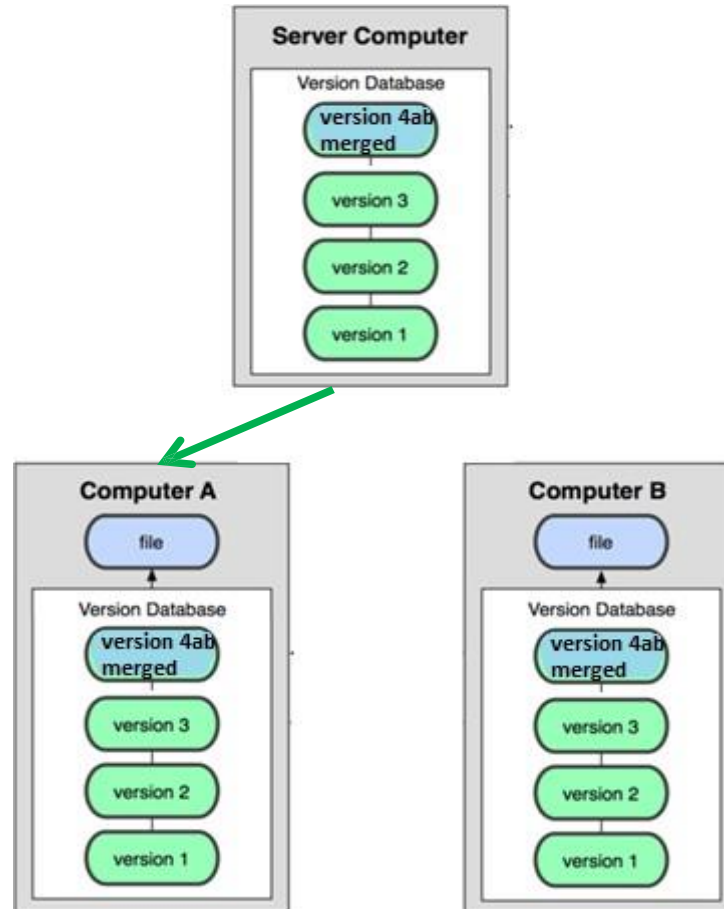 Server Computer
Version Database
version 4ab
merged
version 3
version 2
version 1
Computer A
file
Version Database
version 4ab
merged
version 3
version 2
version 1
Computer B
file
Version Database
version 4ab
merged
version 3
version 2
version 1